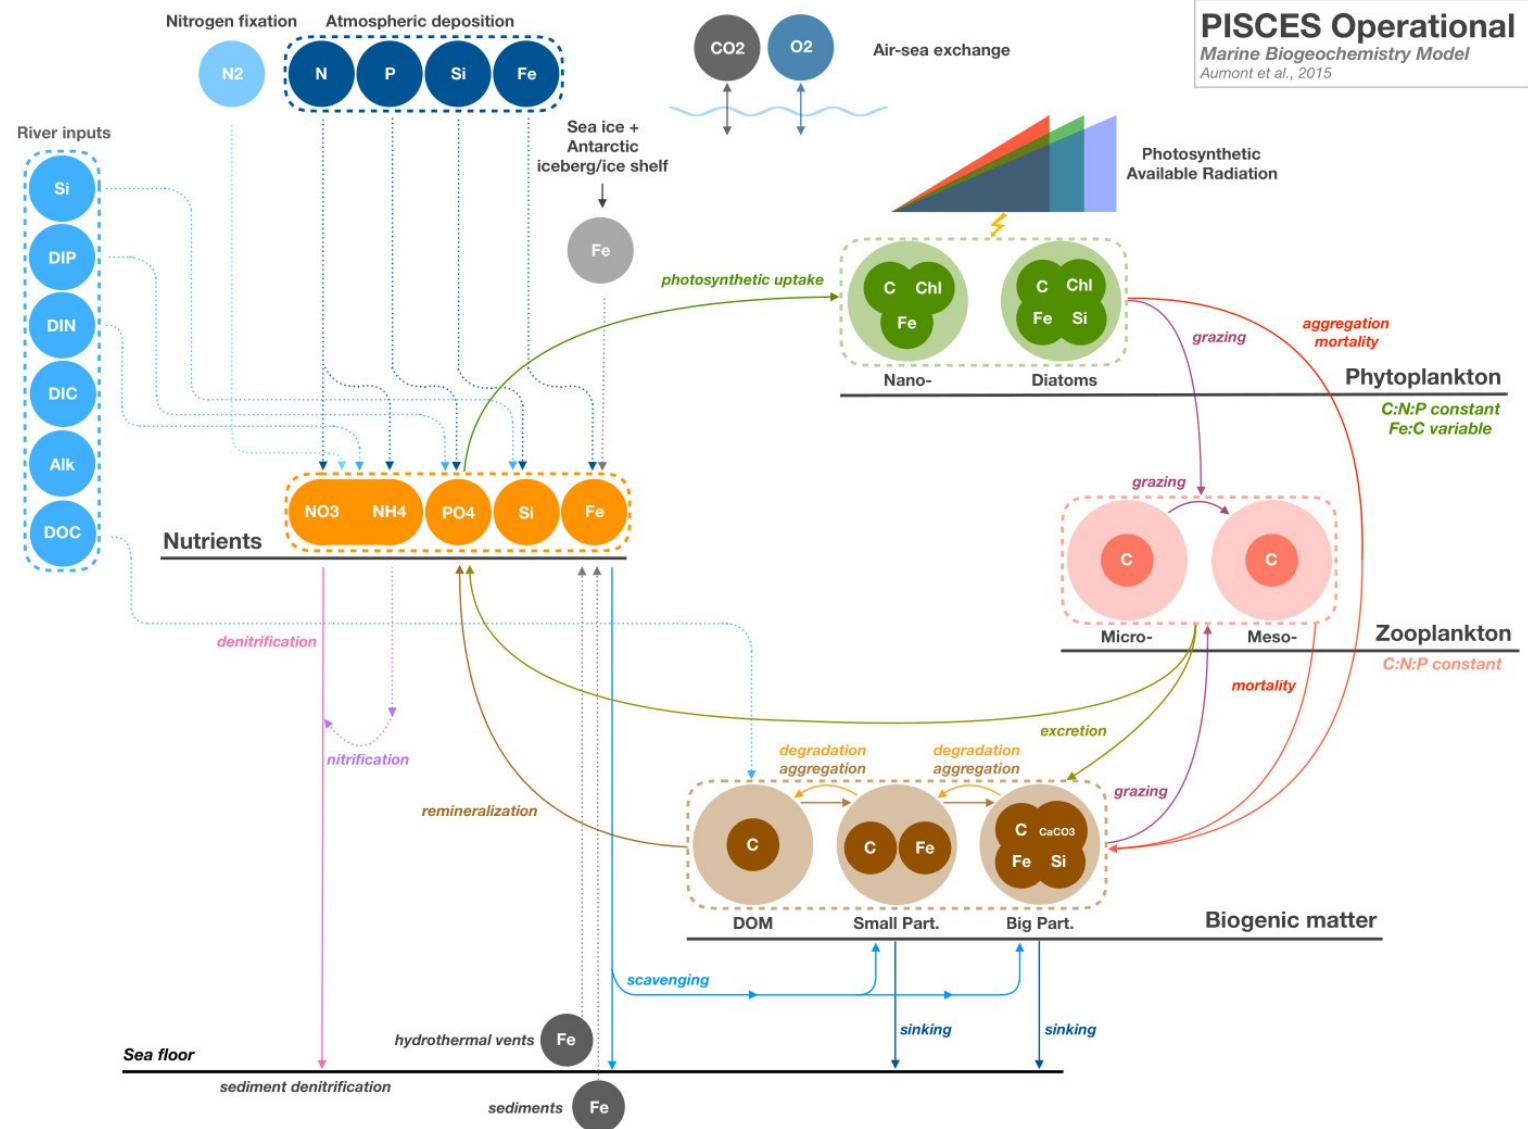 PISCES Operational
Marine Biogeochemistry Model
Aumont et al., 2015
Nitrogen fixation
Atmospheric deposition
N2
N
P
Si
Fe
CO2
O2
Air-sea exchange
River inputs
Si
DIP
DIN
DIC
Alk
DOC
Sea ice +
Antarctic
iceberg/ice shelf
Fe
Photosynthetic
Available Radiation
photosynthetic uptake
C
Chl
Fe
C
Chl
Fe
Si
Nano-
Diatoms
grazing
aggregation
mortality
Phytoplankton
C:N:P constant
Fe:C variable
NO3
NH4
PO4
Si
Fe
Nutrients
grazing
C
C
Micro-
Meso-
Zooplankton
C:N:P constant
denitrification
nitrification
mortality
excretion
remineralization
degradation
aggregation
degradation
aggregation
grazing
C
C
Fe
C
CaCO3
Fe
Si
DOM
Small Part.
Big Part.
Biogenic matter
scavenging
sinking
sinking
hydrothermal vents
Fe
Sea floor
sediment denitrification
sediments
Fe